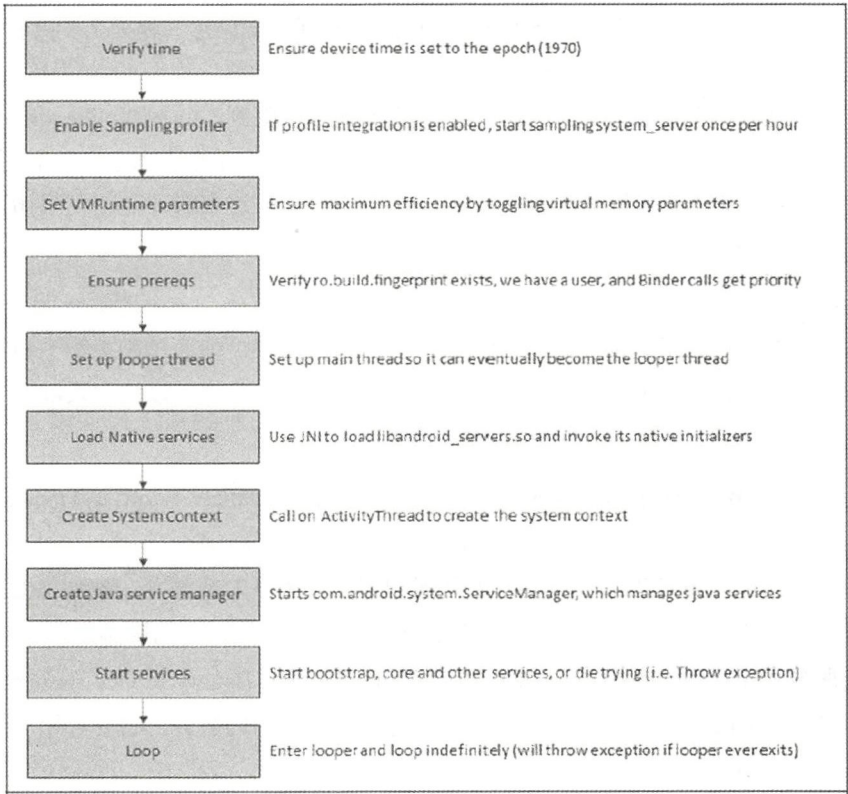 Verify time
Ensure device time is set to the epoch (1970)
Enable Sampling profiler
If profile integration is enabled, start sampling system_server once per hour
Set VMRuntime parameters
Ensure maximum efficiency by toggling virtual memory parameters
Ensure prereqs
Verify ro.build.fingerprint exists, we have a user, and Binder calls get priority
Set up looper thread
Set up main thread so it can eventually become the looper thread
Load Native services
Use JNI to load libandroid_servers.so and invoke its native initializers
Create System Context
Call on ActivityThread to create the system context
Create Java service manager
Starts com.android.system.ServiceManager, which manages java services
Start services
Start bootstrap, core and other services, or die trying (i.e. Throw exception)
Loop
Enter looper and loop indefinitely (will throw exception if looper ever exits)